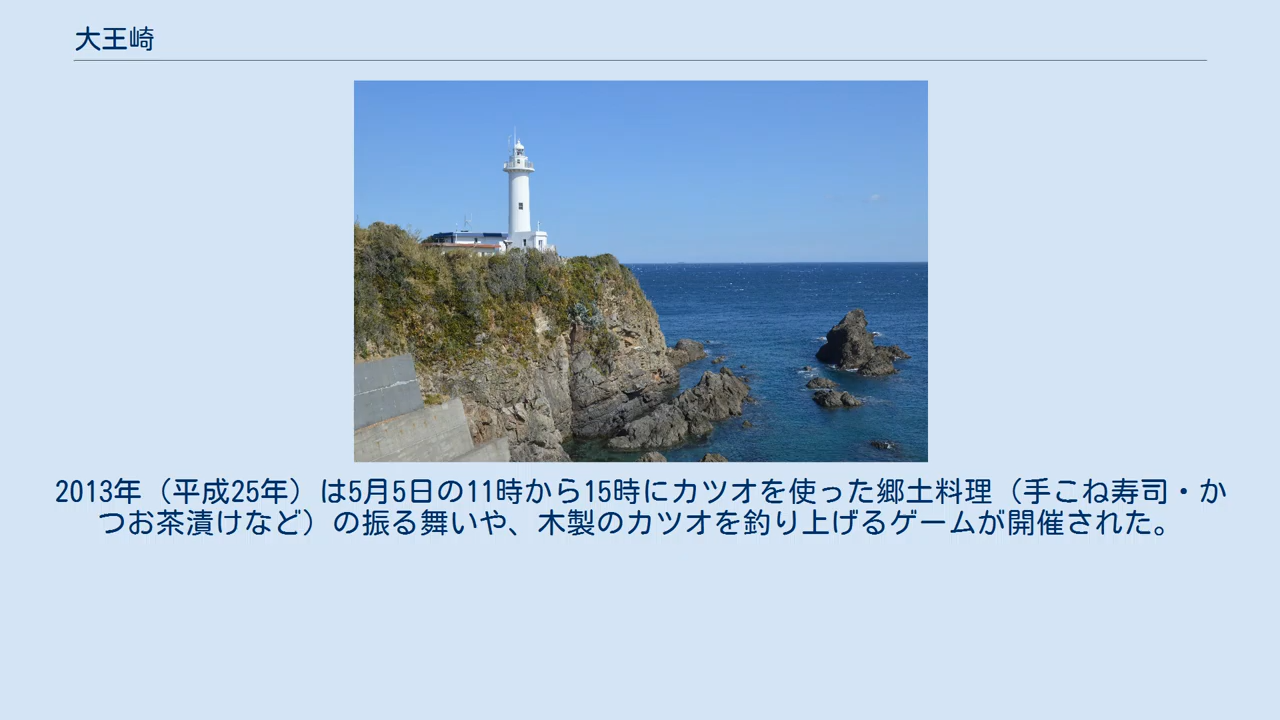 大王崎
2013年（平成25年）は5月5日の11時から15時にカツオを使った郷土料理（手こね寿司・か
つお茶漬けなど）の振る舞いや、木製のカツオを釣り上げるゲームが開催された。